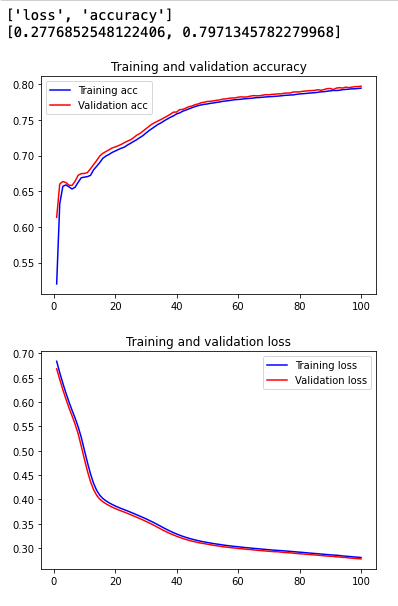 ['loss', 'accuracy']
[0.2776852548122406, 0.7971345782279968]
Training and validation accuracy
Training acc
Validation acc
0.80
0.75
0.70
0.65
0.60
0.55
0 20 40 60 80 100
Training and validation loss
Training loss
Validation loss
0.70
0.65
0.60
0.55
0.50
0.45
0.40
0.35
0.30
0 20 40 60 80 100